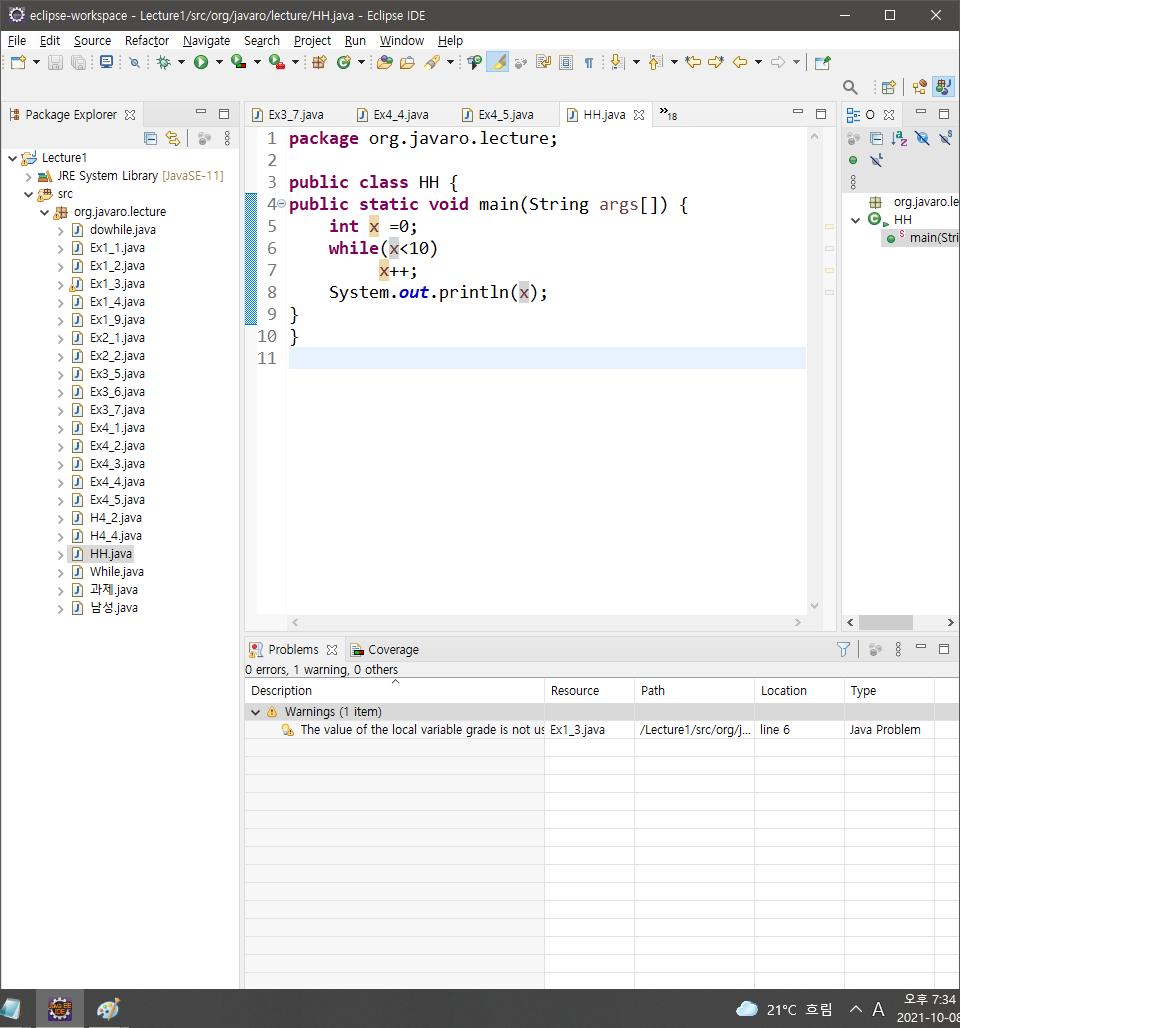 eclipse-workspace - Lecture1/src/org/javaro/lecture/HH.java - Eclipse IDE
File Edit Source Refactor Navigate Search Project Run Window Help
Package Explorer
Lecture1
JRE System Library [JavaSE-11]
src
org.javaro.lecture
dowhile.java
Ex1_1.java
Ex1_2.java
Ex1_3.java
Ex1_4.java
Ex1_9.java
Ex2_1.java
Ex2_2.java
Ex3_5.java
Ex3_6.java
Ex3_7.java
Ex4_1.java
Ex4_2.java
Ex4_3.java
Ex4_4.java
Ex4_5.java
H4_2.java
H4_4.java
HH.java
While.java
과제.java
남성.java
Ex3_7.java Ex4_4.java Ex4_5.java HH.java »18
1 package org.javaro.lecture;
2
3 public class HH {
4 public static void main(String args[]) {
5 int x =0;
6 while(x<10)
7 x++;
8 System.out.println(x);
9 }
10 }
11
O
org.javaro.le
HH
main(Stri
Problems Coverage
0 errors, 1 warning, 0 others
Description Resource Path Location Type
Warnings (1 item)
The value of the local variable grade is not us Ex1_3.java /Lecture1/src/org/j... line 6 Java Problem
21°C 흐림 A 오후 7:34
2021-10-08